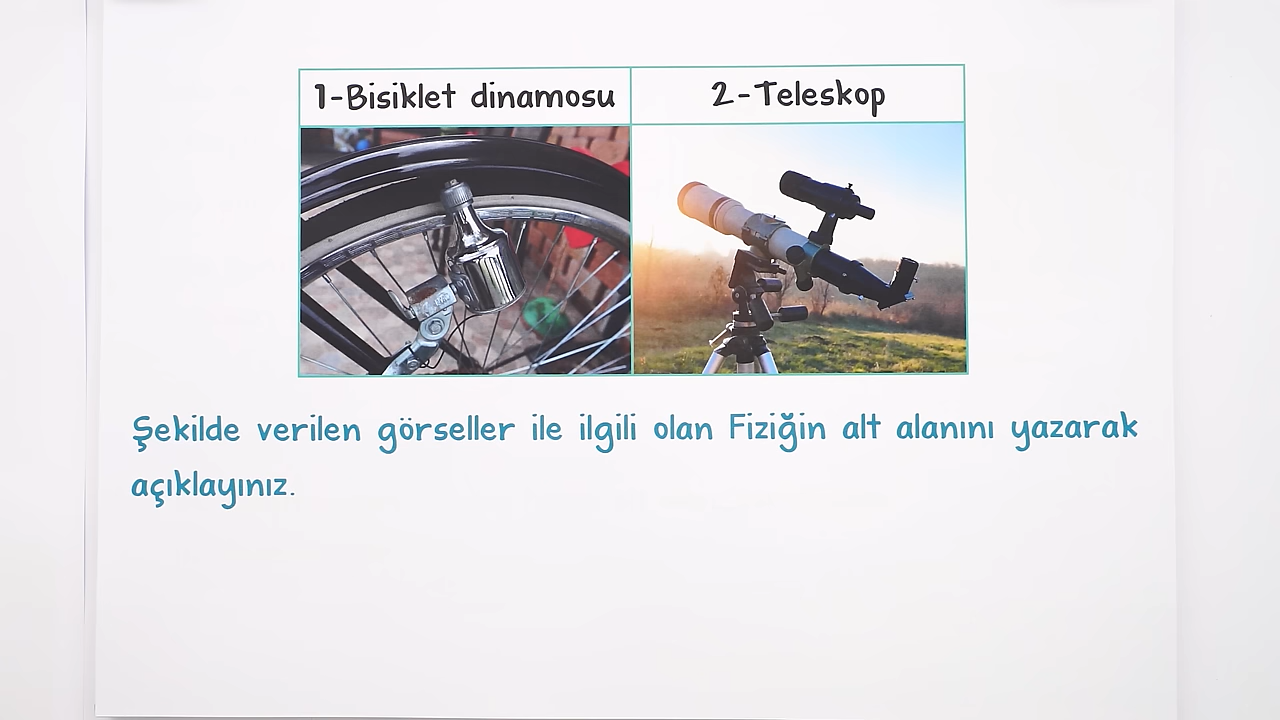 1-Bisiklet dinamosu
2-Teleskop
Şekilde verilen görseller ile ilgili olan Fiziğin alt alanını yazarak
açıklayınız.